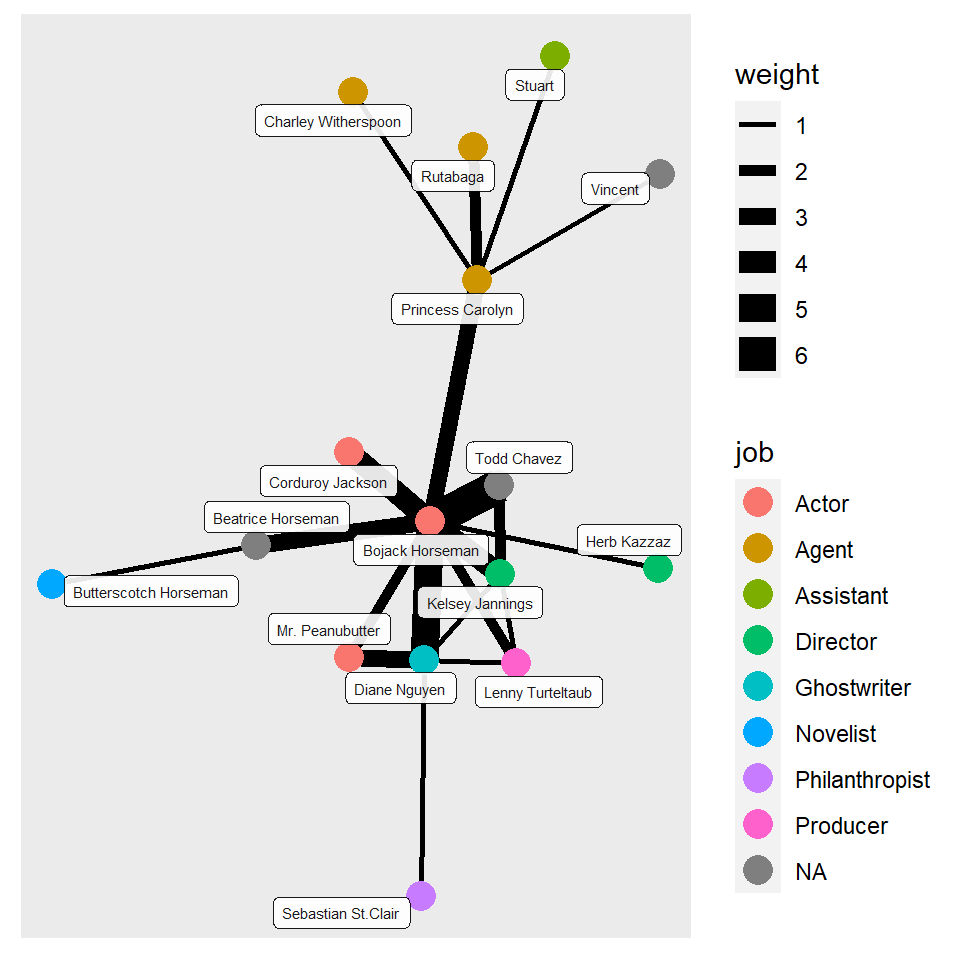 Stuart
Charley Witherspoon
Rutabaga
Vincent
Princess Carolyn
Todd Chavez
Corduroy Jackson
Beatrice Horseman
Herb Kazzaz
Bojack Horseman
Butterscotch Horseman
Kelsey Jannings
Mr. Peanubutter
Diane Nguyen
Lenny Turteltaub
Sebastian St.Clair
weight
1
2
3
4
5
6
job
Actor
Agent
Assistant
Director
Ghostwriter
Novelist
Philanthropist
Producer
NA